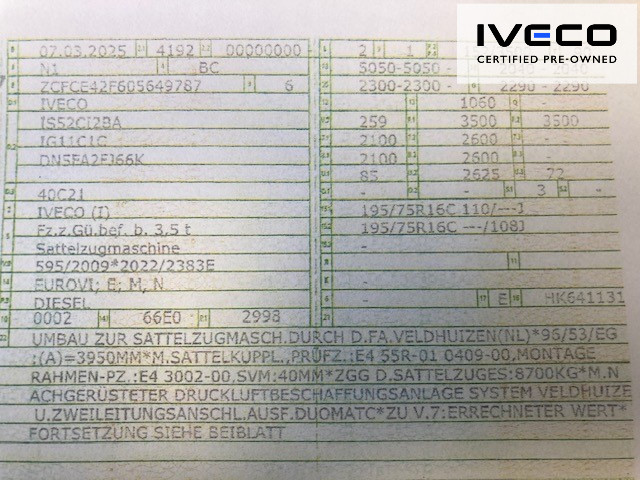 IVECO
CERTIFIED PRE-OWNED
07.03.2025 4192 00000000 - 2 1
N1 BC 5050-5050 -
ZCFCE42F605649787 6 2300-2300 - 2290 - 2290
IVECO - 1060 -
IS52CI2BA 259 3500 3500
IG11C1C 2100 2600 -
DN5FA2FJ66K 2100 2600 -
- 85 2625 72
40C21 - - 3 -
IVECO (I) 195/75R16C 110/---J
Fz.z.Gü.bef. b. 3,5 t 195/75R16C ---/108J
Sattelzugmaschine -
595/2009*2022/2383E
EUROVI; E; M, N -
DIESEL - E HK641131
0002 66E0 2998
UMBAU ZUR SATTELZUGMASCH.DURCH D.FA.VELDHUIZEN(NL)*96/53/EG
:(A)=3950MM*M.SATTELKUPPL.,PRÜFZ.:E4 55R-01 0409-00,MONTAGE
RAHMEN-PZ.:E4 3002-00,SVM:40MM*ZGG D.SATTELZUGES:8700KG*M.N
ACHGERÜSTETER DRUCKLUFTBESCHAFFUNGSANLAGE SYSTEM VELDHUIZE
U.ZWEILEITUNGSANSCHL.AUSF.DUOMATC*ZU V.7:ERRECHNETER WERT*
FORTSETZUNG SIEHE BEIBLATT